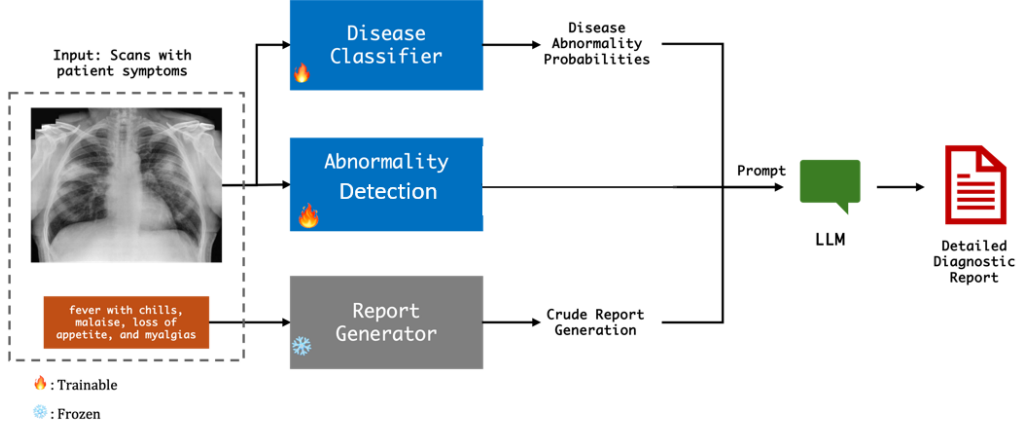 Input: Scans with
patient symptoms
Disease
Classifier
Disease
Abnormality
Probabilities
Abnormality
Detection
Prompt
LLM
Detailed
Diagnostic
Report
fever with chills,
malaise, loss of
appetite, and myalgias
Report
Generator
Crude Report
Generation
: Trainable
: Frozen